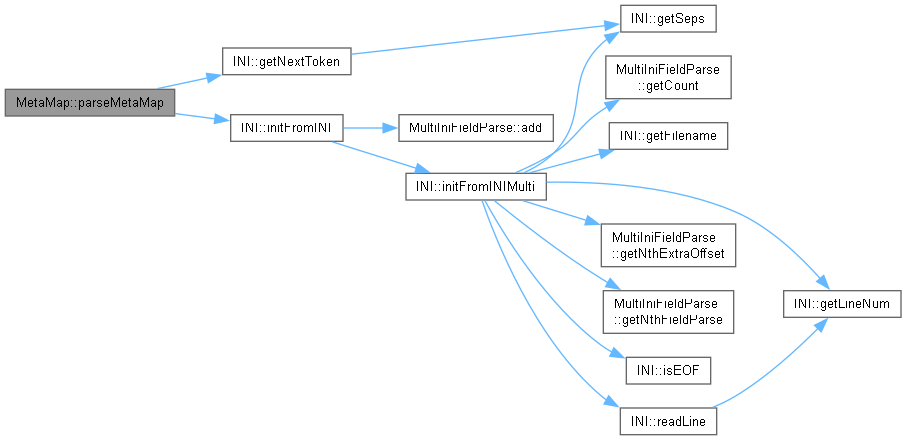 INI::getSeps
INI::getNextToken
MultiIniFieldParse
::getCount
MetaMap::parseMetaMap
INI::initFromINI
MultiIniFieldParse::add
INI::getFilename
INI::initFromINIMulti
MultiIniFieldParse
::getNthExtraOffset
MultiIniFieldParse
::getNthFieldParse
INI::getLineNum
INI::isEOF
INI::readLine